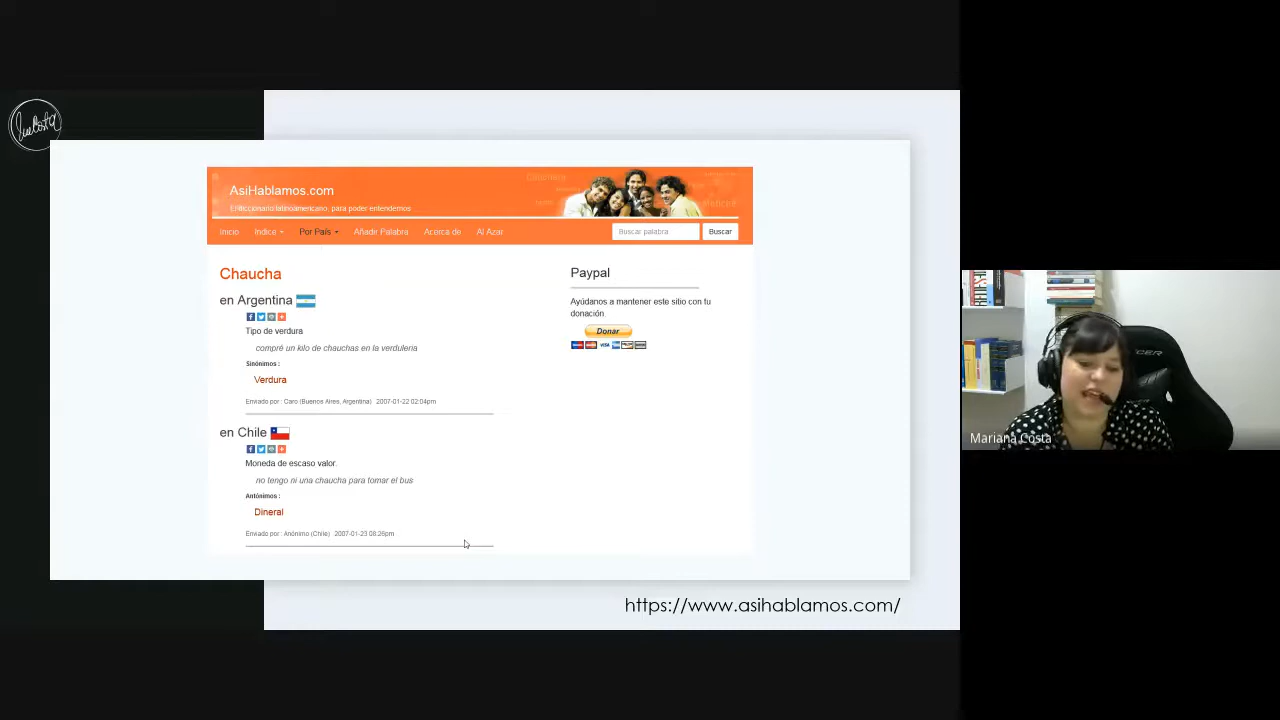 AsiHablamos.com
El diccionario latinoamericano, para poder entendernos
Inicio
Indice
Por País
Añade Palabra
Acerca de
Al Azar
Buscar palabra
Buscar
Chaucha
en Argentina
Tipo de verdura
compré un kilo de chauchas en la verduleria
Sinónimos :
Verdura
Enviado por : Caro (Buenos Aires, Argentina) 2007-01-22 02:04pm
en Chile
Moneda de escaso valor.
no tengo ni una chaucha para tomar el bus
Antónimos :
Dineral
Enviado por : Anónimo (Chile) 2007-01-23 08:26pm
Paypal
Ayúdanos a mantener este sitio con tu
donación.
Donar
VISA
https://www.asihablamos.com/
Mariana Costa